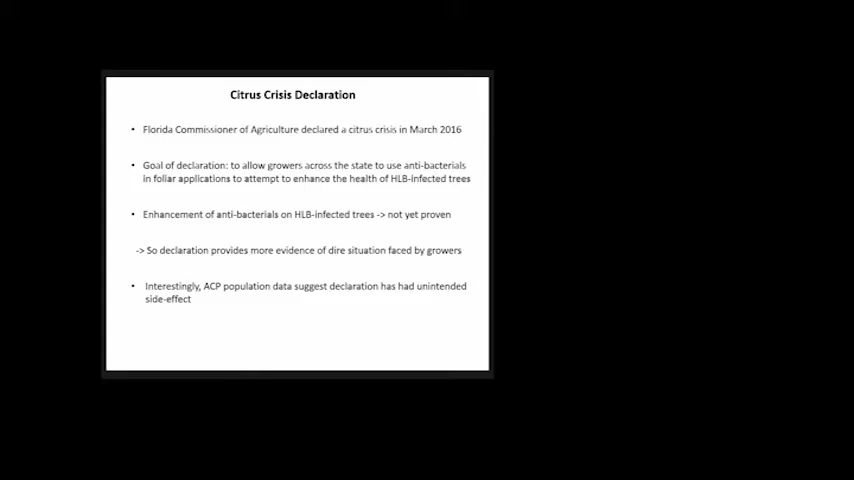 Citrus Crisis Declaration
• Florida Commissioner of Agriculture declared a citrus crisis in March 2016
• Goal of declaration: to allow growers across the state to use anti-bacterials
in foliar applications to attempt to enhance the health of HLB-infected trees
• Enhancement of anti-bacterials on HLB-infected trees -> not yet proven
-> So declaration provides more evidence of dire situation faced by growers
• Interestingly, ACP population data suggest declaration has had unintended
side-effect